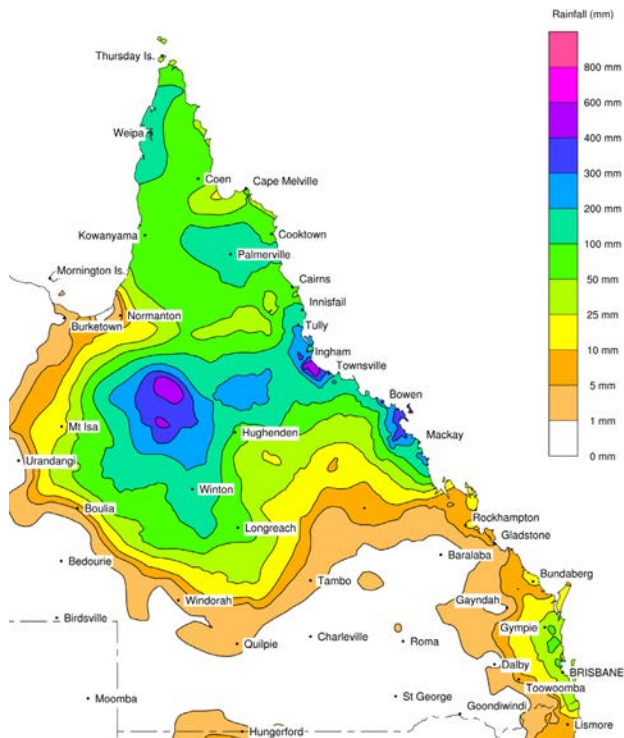 Rainfall (mm)
800 mm
600 mm
400 mm
300 mm
200 mm
100 mm
50 mm
25 mm
10 mm
5 mm
1 mm
0 mm
Thursday Is.
Weipa
Coen
Cape Melville
Kowanyama
Cooktown
Palmerville
Mornington Is.
Cairns
Innisfail
Normanton
Burketown
Tully
Ingham
Townsville
Bowen
Mt Isa
Hughenden
Mackay
Urandangi
Winton
Boulia
Longreach
Rockhampton
Gladstone
Bedourie
Baralaba
Tambo
Bundaberg
Windorah
Gayndah
Birdsville
Gympie
Quilpie
Charleville
Roma
Dalby
BRISBANE
Toowoomba
Moomba
St George
Goondiwindi
Hungerford
Lismore